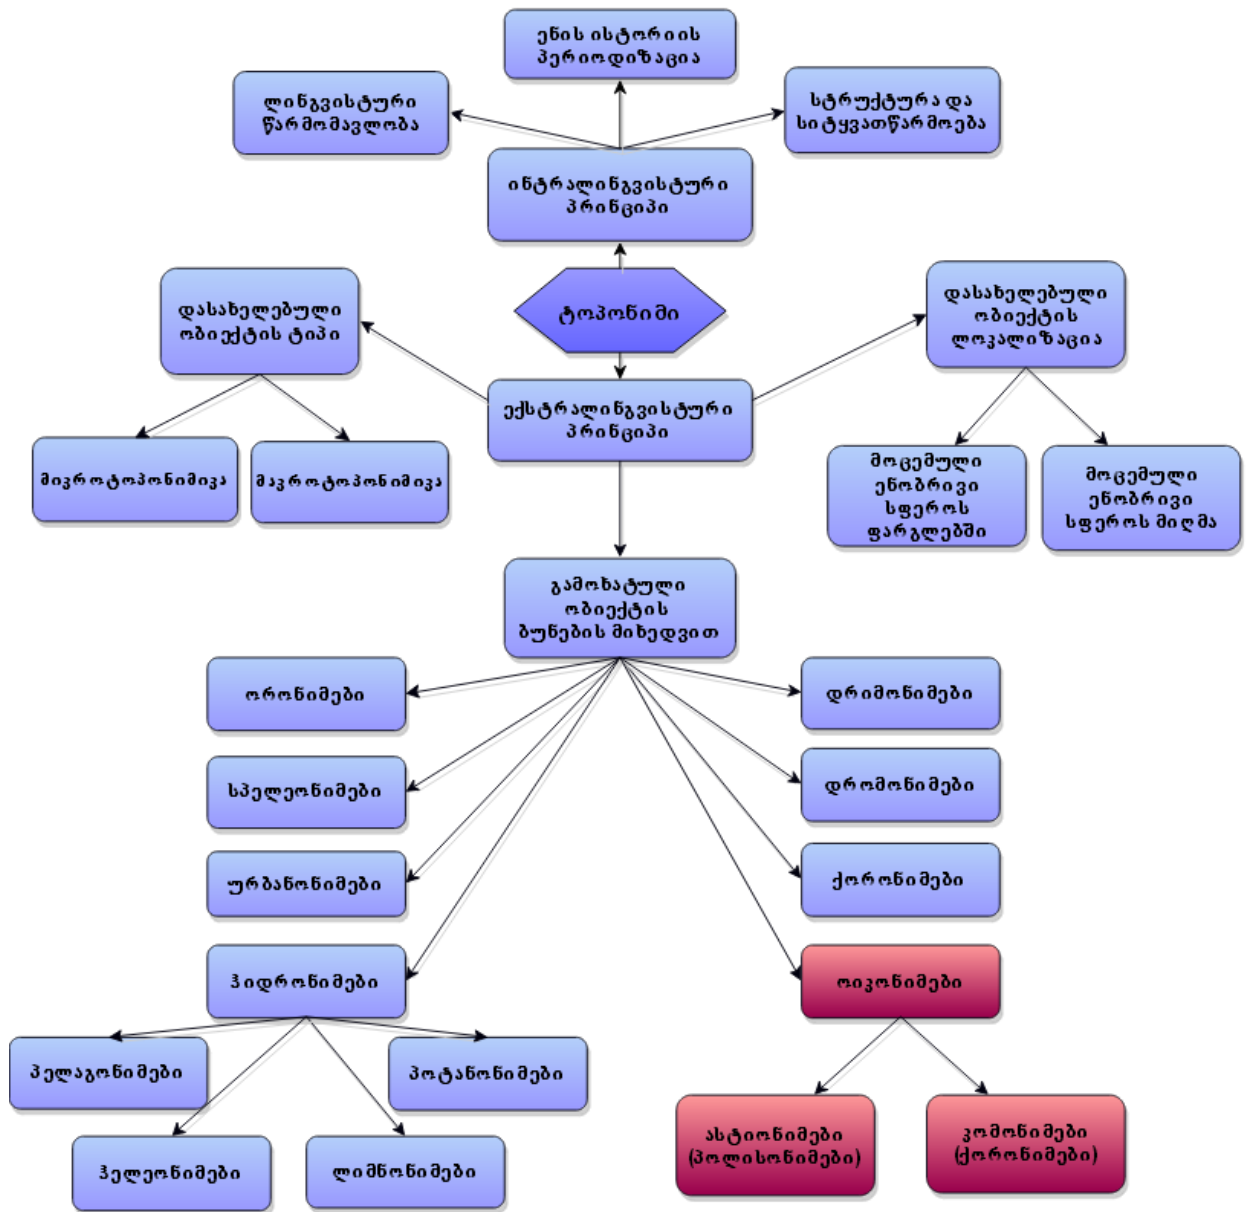 ენის ისტორიის
პერიოდიზაცია
ლინგვისტური
წარმომავლობა
სტრუქტურა და
სიტყვათწარმოება
ინტრალინგვისტური
პრინციპი
ტოპონიმი
დასახელებული
ობიექტის ტიპი
დასახელებული
ობიექტის
ლოკალიზაცია
ექსტრალინგვისტური
პრინციპი
მიკროტოპონიმიკა
მაკროტოპონიმიკა
მოცემული
ენობრივი
სფეროს
ფარგლებში
მოცემული
ენობრივი
სფეროს მიღმა
გამოხატული
ობიექტის
ბუნების მიხედვით
ორონიმები
დრიმონიმები
სპელეონიმები
დრომონიმები
ურბანონიმები
ქორონიმები
ჰიდრონიმები
ოიკონიმები
პელაგონიმები
პოტანონიმები
ჰელეონიმები
ლიმნონიმები
ასტიონიმები
(პოლისონიმები)
კომონიმები
(ქორონიმები)